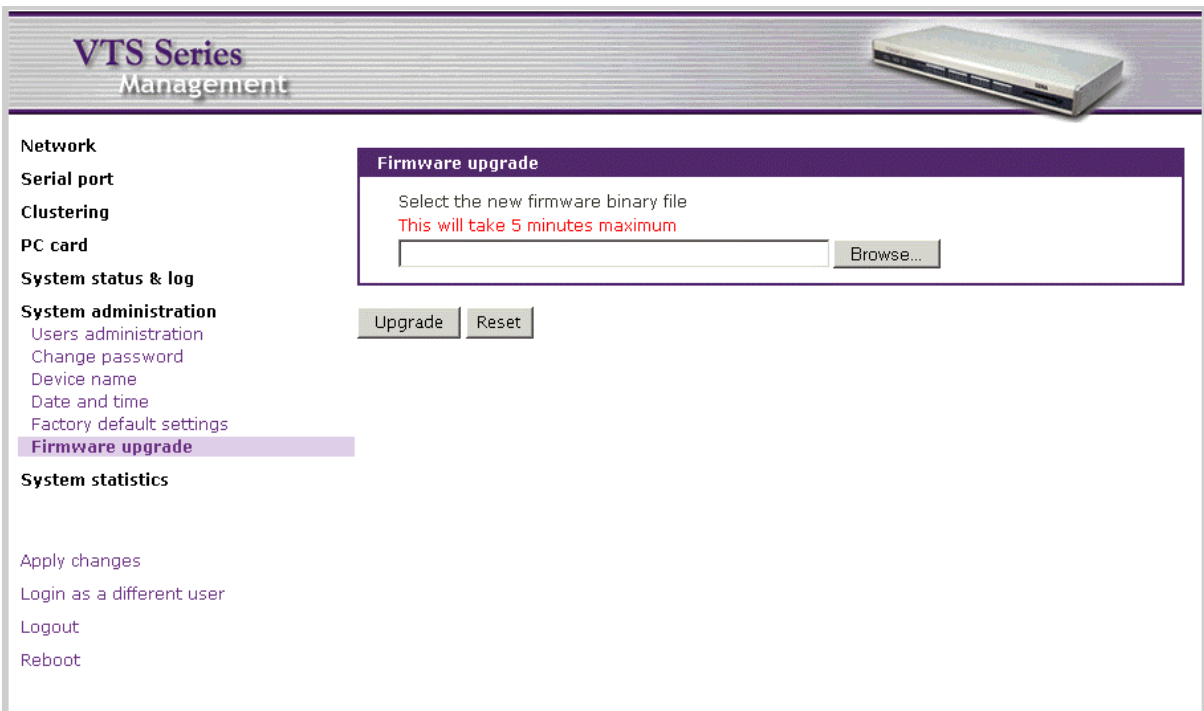 VTS Series
Management
Network
Serial port
Clustering
PC card
System status & log
System administration
Users administration
Change password
Device name
Date and time
Factory default settings
Firmware upgrade
System statistics
Apply changes
Login as a different user
Logout
Reboot
Firmware upgrade
Select the new firmware binary file
This will take 5 minutes maximum
Browse...
Upgrade Reset